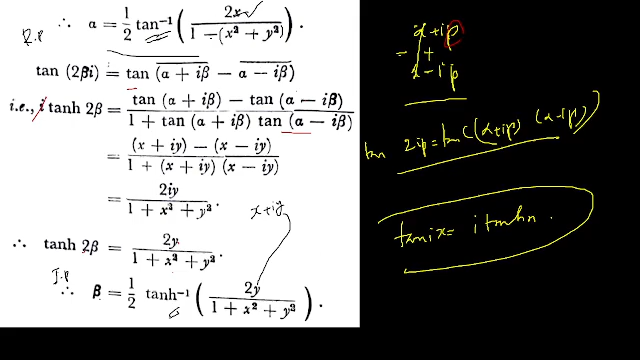 R.P ∴ α = 1/2 tan⁻¹ ( 2x / 1 − (x² + y²) ) .
tan (2βi) = tan (α + iβ − α − iβ)
i.e., i tanh 2β = tan (α + iβ) − tan (α − iβ) / 1 + tan (α + iβ) tan (α − iβ)
= (x + iy) − (x − iy) / 1 + (x + iy) (x − iy)
= 2iy / 1 + x² + y² .
x+iy
∴ tanh 2β = 2y / 1 + x² + y² .
I.P ∴ β = 1/2 tanh⁻¹ ( 2y / 1 + x² + y² ) .
α+iβ
− +
α−iβ
tan 2iβ = tan ( (α+iβ) (α−iβ) )
tan ix = i tanh x .